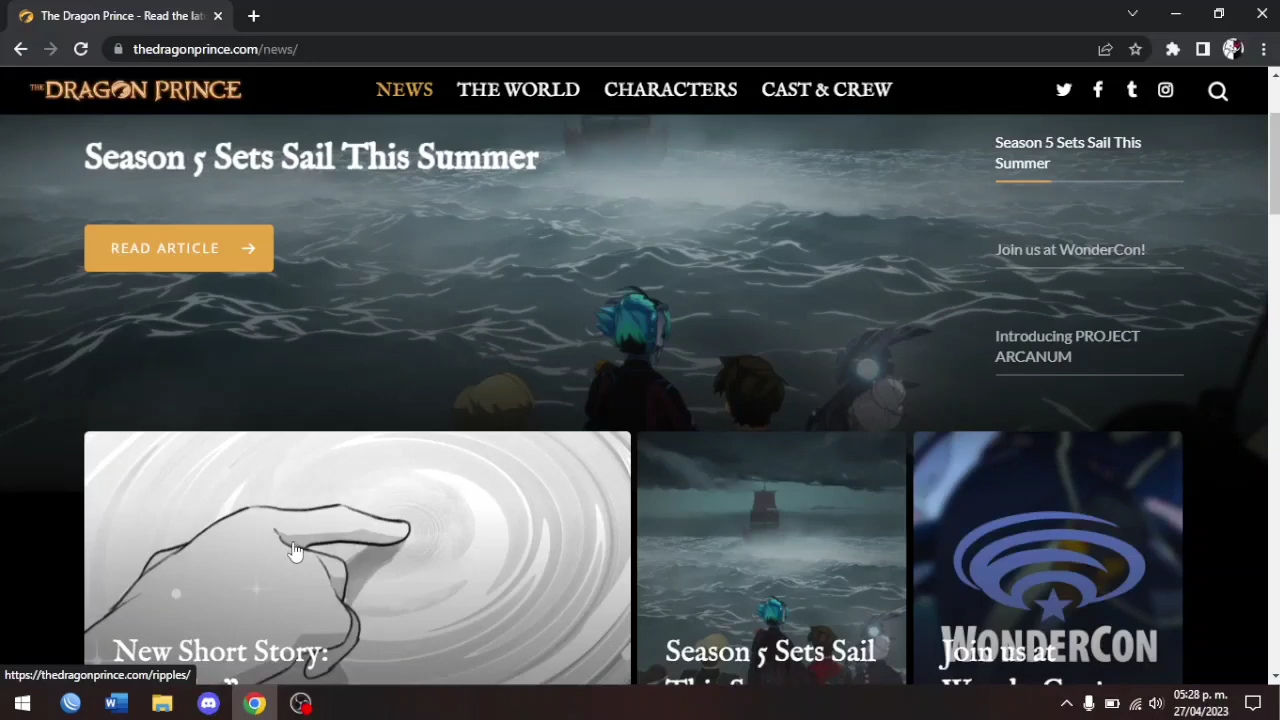 The Dragon Prince - Read the lat
thedragonprince.com/news/
THE DRAGON PRINCE
NEWS
THE WORLD
CHARACTERS
CAST & CREW
Season 5 Sets Sail This Summer
READ ARTICLE
Season 5 Sets Sail This
Summer
Join us at WonderCon!
Introducing PROJECT
ARCANUM
New Short Story:
Season 5 Sets Sail
WONDERCON
Join us at
https://thedragonprince.com/ripples/
05:28 p. m.
27/04/2023